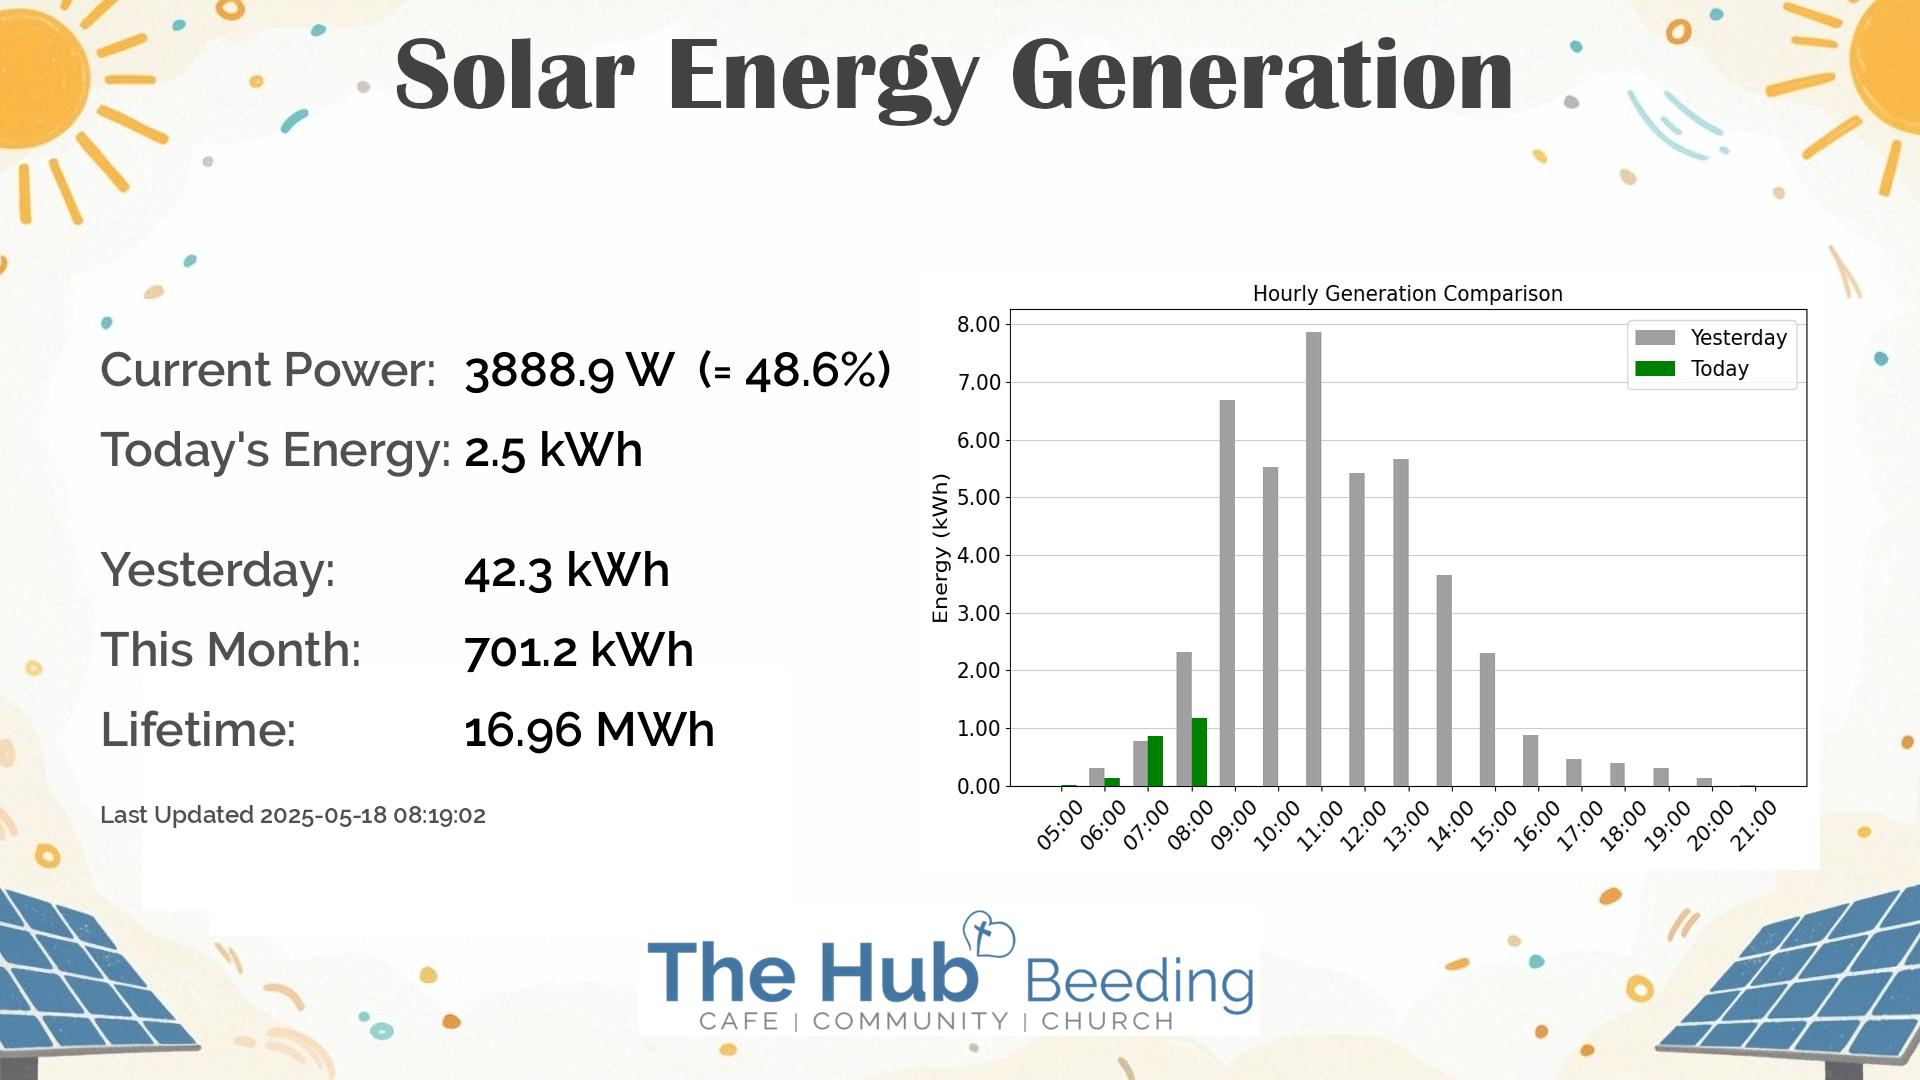 Solar Energy Generation
Current Power: 3888.9 W (= 48.6%)
Today's Energy: 2.5 kWh
Yesterday: 42.3 kWh
This Month: 701.2 kWh
Lifetime: 16.96 MWh
Last Updated 2025-05-18 08:19:02
Hourly Generation Comparison
Yesterday
Today
Energy (kWh)
8.00
7.00
6.00
5.00
4.00
3.00
2.00
1.00
0.00
05:00 06:00 07:00 08:00 09:00 10:00 11:00 12:00 13:00 14:00 15:00 16:00 17:00 18:00 19:00 20:00 21:00
The Hub Beeding
CAFE | COMMUNITY | CHURCH